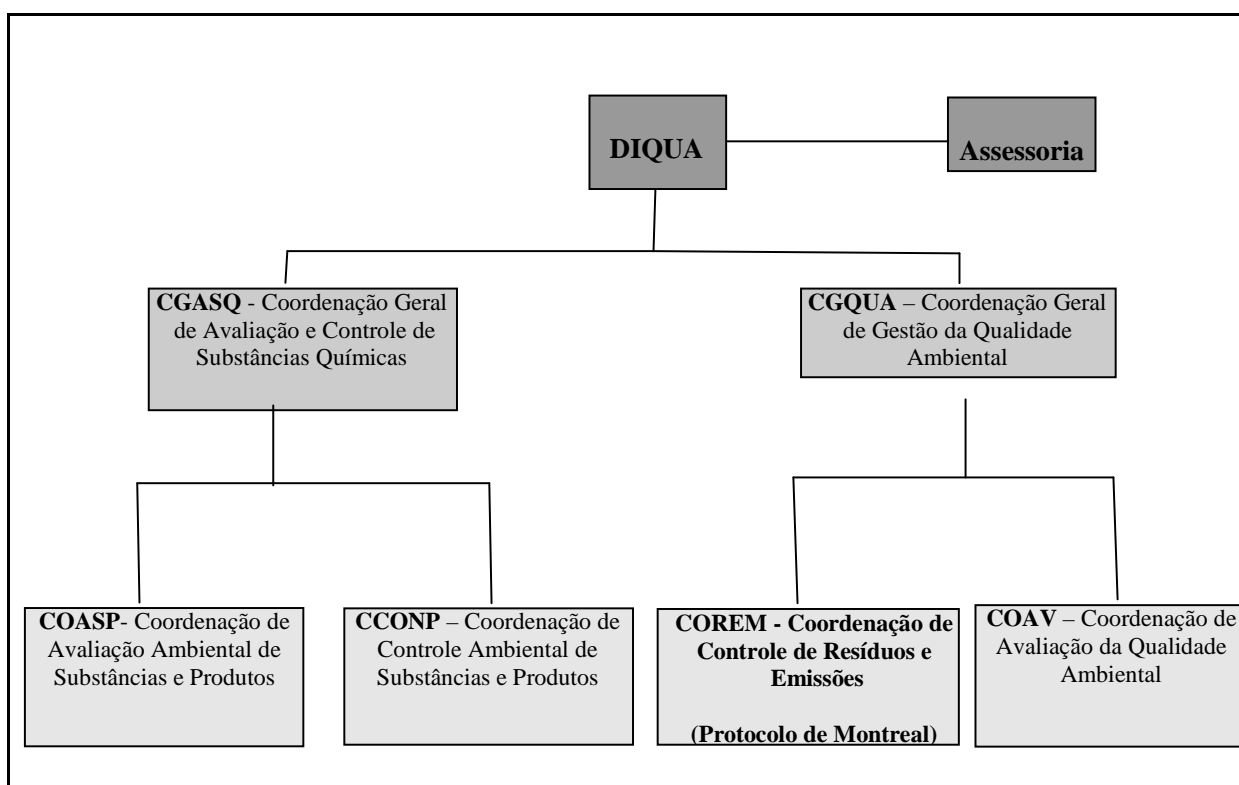 DIQUA
Assessoria
CGASQ - Coordenação Geral
de Avaliação e Controle de
Substâncias Químicas
CGQUA – Coordenação Geral
de Gestão da Qualidade
Ambiental
COASP- Coordenação de
Avaliação Ambiental de
Substâncias e Produtos
CCONP – Coordenação de
Controle Ambiental de
Substâncias e Produtos
COREM - Coordenação de
Controle de Resíduos e
Emissões
(Protocolo de Montreal)
COAV – Coordenação de
Avaliação da Qualidade
Ambiental